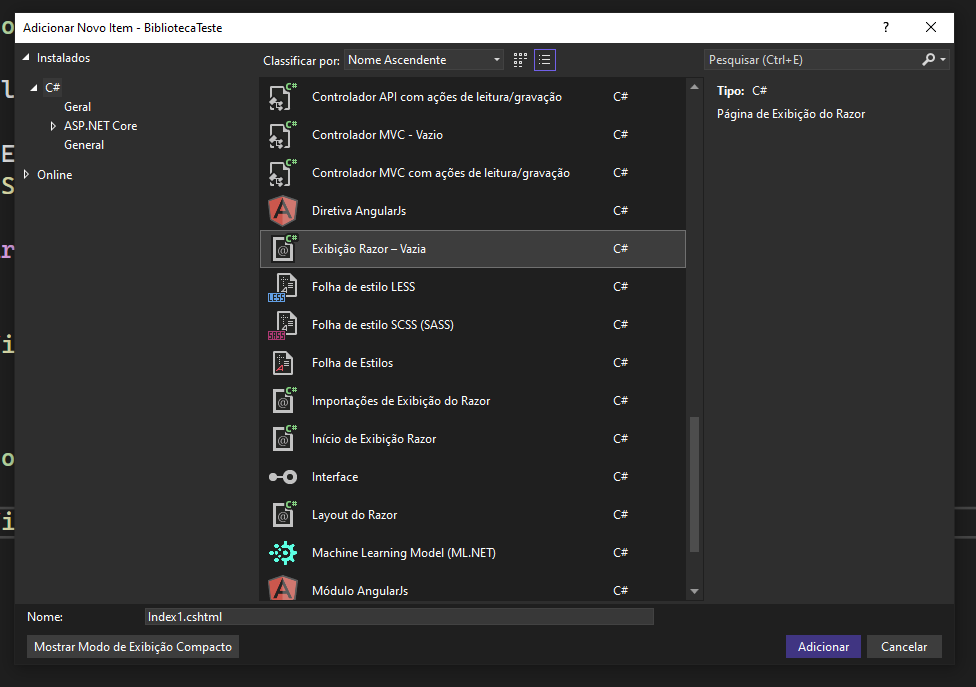 Adicionar Novo Item - BibliotecaTeste
?
Instalados
C#
Geral
ASP.NET Core
General
Online
Classificar por: Nome Ascendente
Pesquisar (Ctrl+E)
Controlador API com ações de leitura/gravação C#
Controlador MVC - Vazio C#
Controlador MVC com ações de leitura/gravação C#
Diretiva AngularJs C#
Exibição Razor – Vazia C#
Folha de estilo LESS C#
Folha de estilo SCSS (SASS) C#
Folha de Estilos C#
Importações de Exibição do Razor C#
Início de Exibição Razor C#
Interface C#
Layout do Razor C#
Machine Learning Model (ML.NET) C#
Módulo AngularJs C#
Tipo: C#
Página de Exibição do Razor
Nome: Index1.cshtml
Mostrar Modo de Exibição Compacto
Adicionar
Cancelar